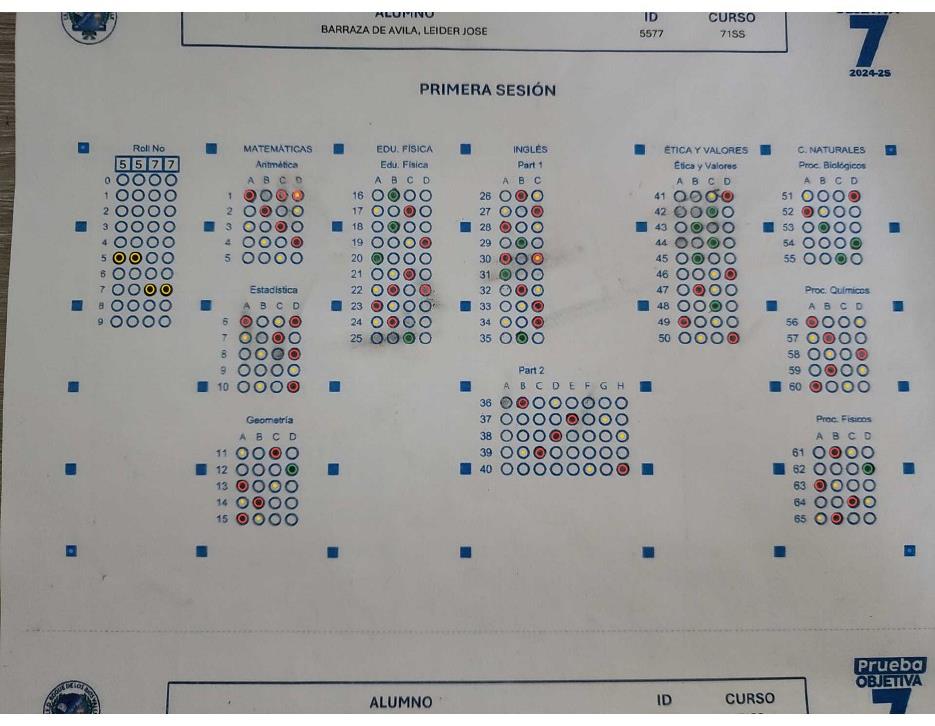 ALUMNO ID CURSO
BARRAZA DE AVILA, LEIDER JOSE 5577 71SS
7
2024-25
PRIMERA SESIÓN
Roll No
5 5 7 7
0
1
2
3
4
5
6
7
8
9
MATEMÁTICAS
Aritmética
A B C D
1
2
3
4
5
Estadística
A B C D
6
7
8
9
10
Geometría
A B C D
11
12
13
14
15
EDU. FÍSICA
Edu. Física
A B C D
16
17
18
19
20
21
22
23
24
25
INGLÉS
Part 1
A B C
26
27
28
29
30
31
32
33
34
35
Part 2
A B C D E F G H
36
37
38
39
40
ÉTICA Y VALORES
Ética y Valores
A B C D
41
42
43
44
45
46
47
48
49
50
C. NATURALES
Proc. Biológicos
A B C D
51
52
53
54
55
Proc. Químicos
A B C D
56
57
58
59
60
Proc. Físicos
A B C D
61
62
63
64
65
Prueba
OBJETIVA
7
ALUMNO ID CURSO